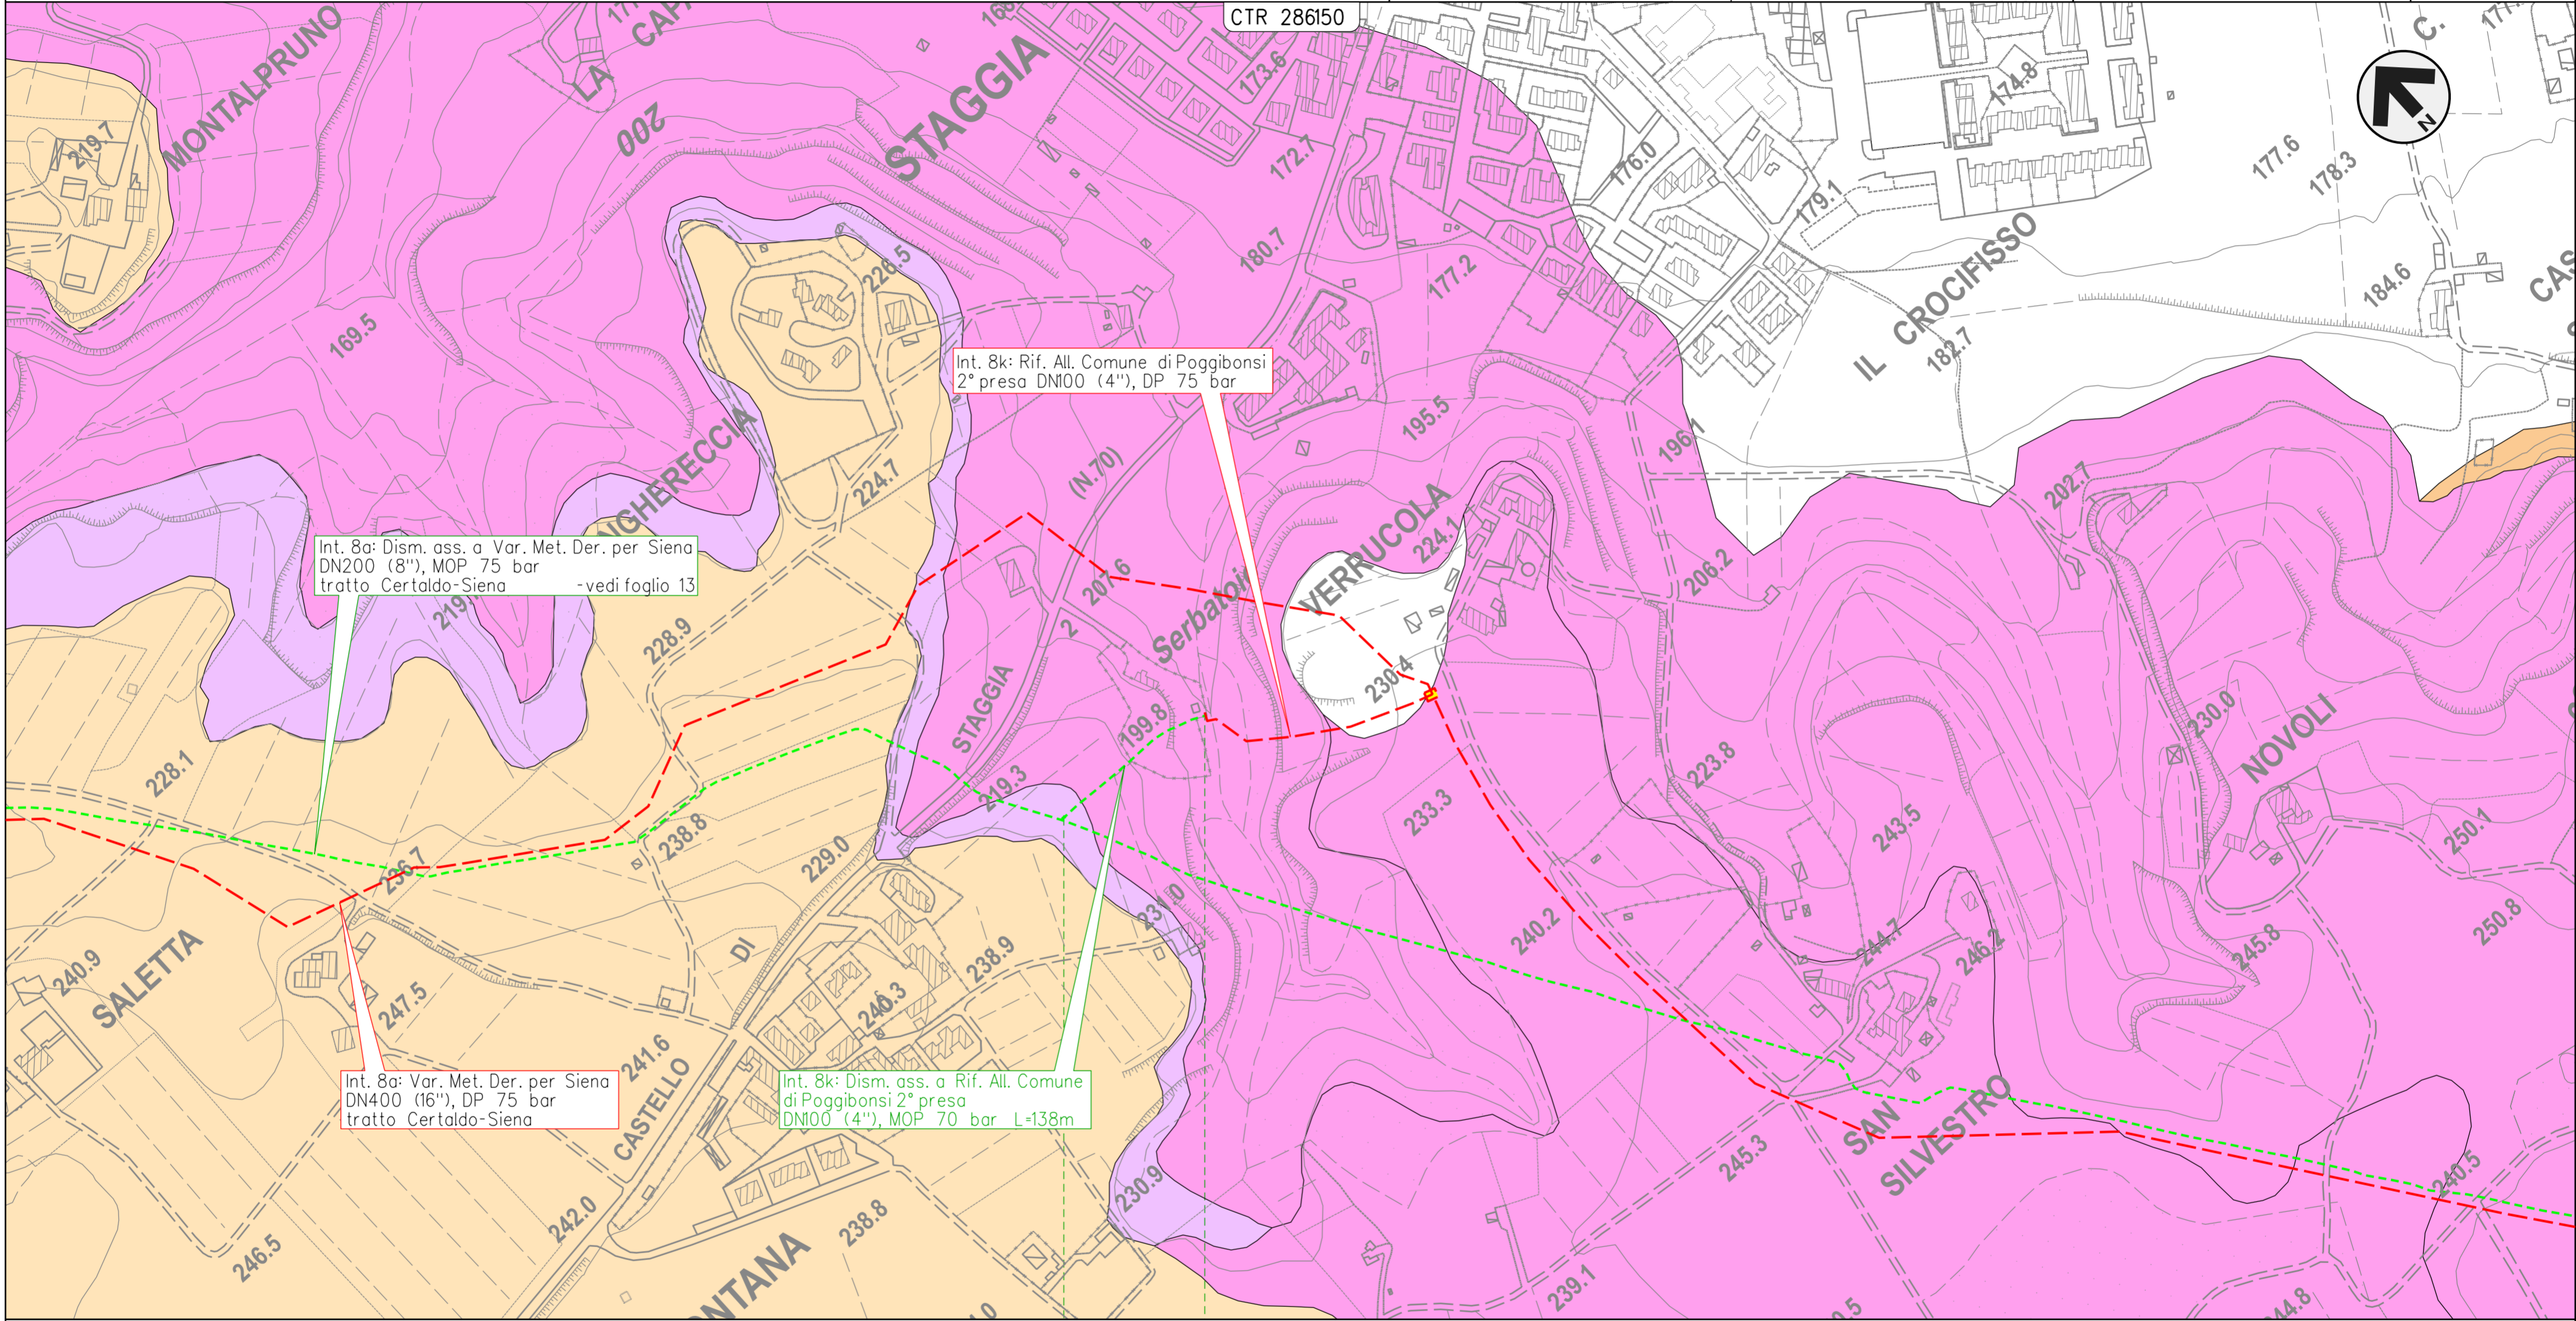 CTR 286150
MONTALPRUNO
LA
STAGGIA
200
219.7
169.5
173.6
172.7
180.7
177.2
176.0
174.8
179.1
177.6
178.3
184.6
C.
N
IL CROCIFISSO
182.7
226.5
224.7
Int. 8k: Rif. All. Comune di Poggibonsi
2° presa DN100 (4"), DP 75 bar
195.5
196.1
202.7
206.2
(N.70)
Int. 8a: Dism. ass. a Var. Met. Der. per Siena
DN200 (8"), MOP 75 bar
tratto Certaldo-Siena -vedi foglio 13
228.9
207.6
2
Serbatoi
VERRUCOLA
224.1
230.4
STAGGIA
199.8
219.3
228.1
236.7
238.8
229.0
231.0
233.3
223.8
230.0
NOVOLI
243.5
250.1
250.8
245.8
240.2
244.7
246.2
240.9
SALETTA
247.5
DI
238.9
240.3
241.6
CASTELLO
Int. 8a: Var. Met. Der. per Siena
DN400 (16"), DP 75 bar
tratto Certaldo-Siena
Int. 8k: Dism. ass. a Rif. All. Comune
di Poggibonsi 2° presa
DN100 (4"), MOP 70 bar L=138m
SAN
SILVESTRO
245.3
240.5
230.9
242.0
238.8
246.5
239.1